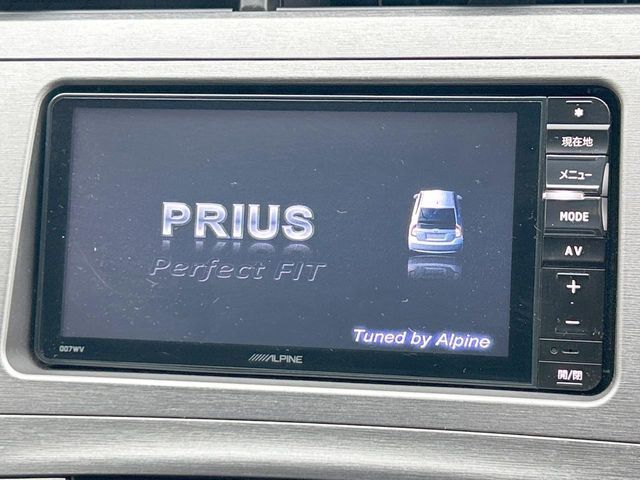 PRIUS
Perfect FIT
Tuned by Alpine
007WV
ALPINE
✱
現在地
メニュー
MODE
AV
+
−
開/閉